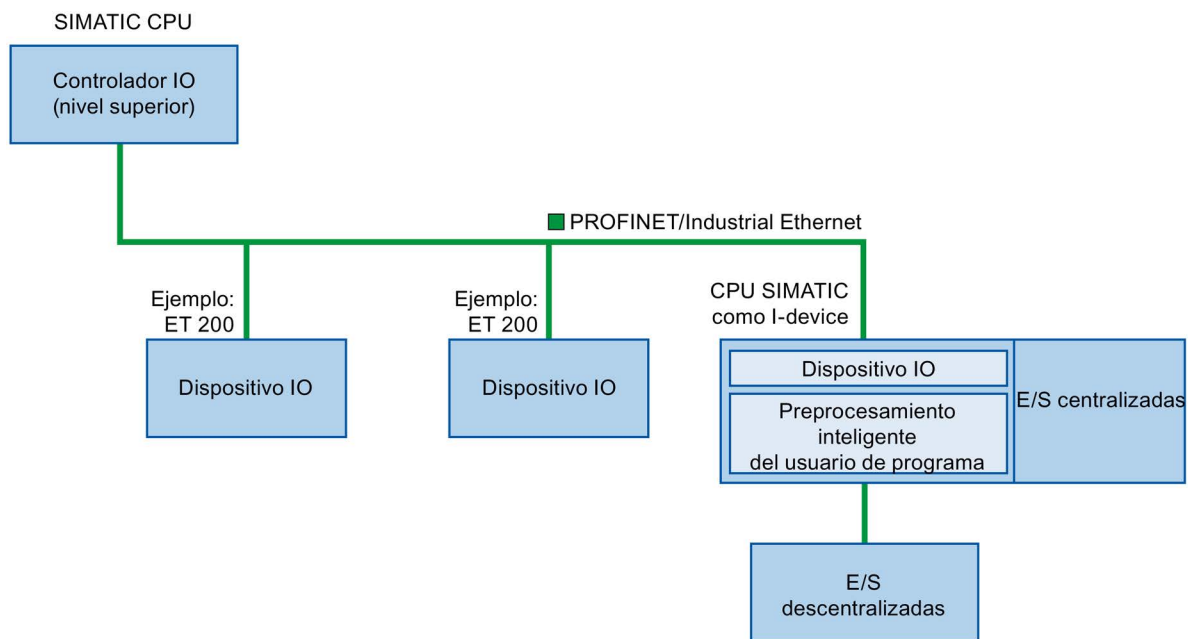 SIMATIC CPU
Controlador IO
(nivel superior)
PROFINET/Industrial Ethernet
Ejemplo:
ET 200
Dispositivo IO
Ejemplo:
ET 200
Dispositivo IO
CPU SIMATIC
como I-device
Dispositivo IO
Preprocesamiento
inteligente
del usuario de programa
E/S centralizadas
E/S
descentralizadas